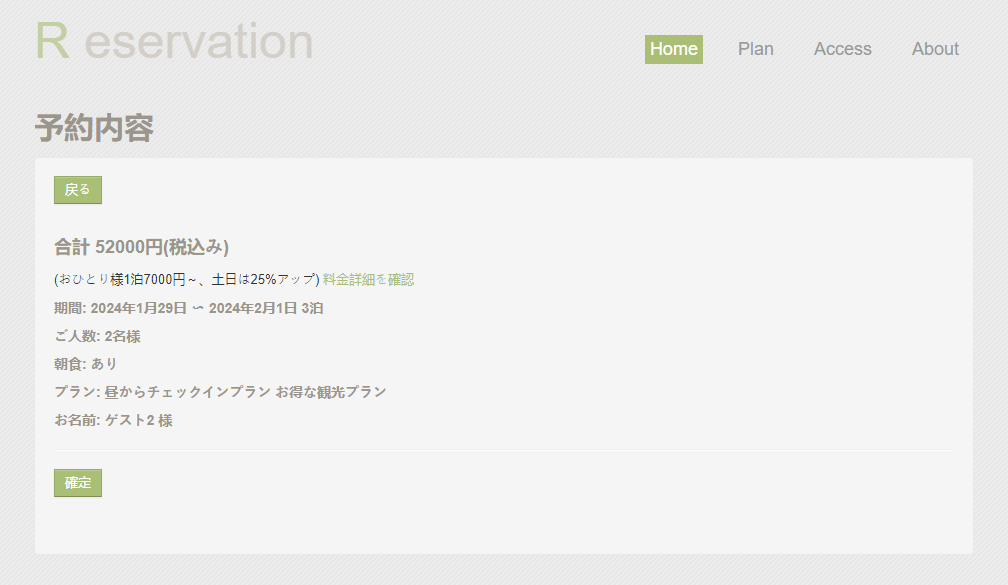 R eservation
Home Plan Access About
予約内容
戻る
合計 52000円(税込み)
(おひとり様1泊7000円～、土日は25%アップ) 料金詳細を確認
期間: 2024年1月29日 〜 2024年2月1日 3泊
ご人数: 2名様
朝食: あり
プラン: 昼からチェックインプラン お得な観光プラン
お名前: ゲスト2 様
確定